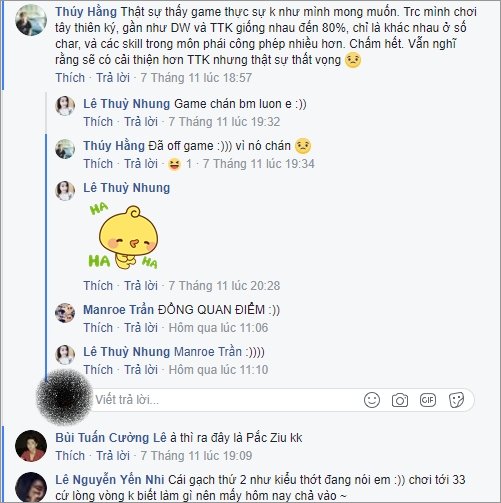 Thúy Hằng Thật sự thấy game thực sự k như mình mong muốn. Trc mình chơi
tây thiên ký, gần như DW và TTK giống nhau đến 80%, chỉ là khác nhau ở số
char, và các skill trong môn phái công phép nhiều hơn. Chấm hết. Vẫn nghĩ
rằng sẽ có cải thiện hơn TTK nhưng thật sự thất vọng 😒
Thích · Trả lời · 7 Tháng 11 lúc 18:57
Lê Thuỳ Nhung Game chán bm luon e :))
Thích · Trả lời · 7 Tháng 11 lúc 19:32
Thúy Hằng Đã off game :))) vì nó chán 😒
Thích · Trả lời · 😆 1 · 7 Tháng 11 lúc 19:34
Lê Thuỳ Nhung
HA
HA HA
Thích · Trả lời · 7 Tháng 11 lúc 20:28
Manroe Trần ĐỒNG QUAN ĐIỂM :))
Thích · Trả lời · Hôm qua lúc 11:06
Lê Thuỳ Nhung Manroe Trần :))))
Thích · Trả lời · Hôm qua lúc 11:10
Viết trả lời...
GIF
Bùi Tuấn Cường Lê à thì ra đây là Pắc Ziu kk
Thích · Trả lời · 7 Tháng 11 lúc 19:09
Lê Nguyễn Yến Nhi Cái gạch thứ 2 như kiểu thớt đang nói em :)) chơi tới 33
cứ lòng vòng k biết làm gì nên mấy hôm nay chả vào ~